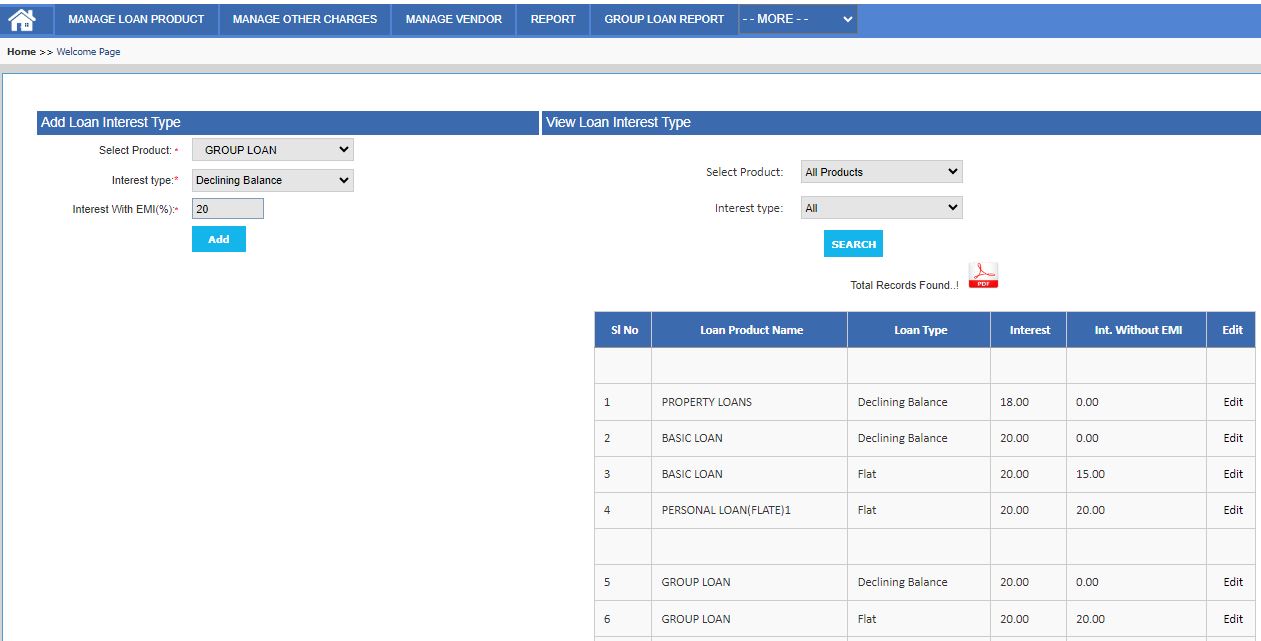 MANAGE LOAN PRODUCT MANAGE OTHER CHARGES MANAGE VENDOR REPORT GROUP LOAN REPORT - - MORE - -
Home >> Welcome Page
Add Loan Interest Type
Select Product: * GROUP LOAN
Interest type:* Declining Balance
Interest With EMI(%):* 20
Add
View Loan Interest Type
Select Product: All Products
Interest type: All
SEARCH
Total Records Found..! PDF
Sl No Loan Product Name Loan Type Interest Int. Without EMI Edit
1 PROPERTY LOANS Declining Balance 18.00 0.00 Edit
2 BASIC LOAN Declining Balance 20.00 0.00 Edit
3 BASIC LOAN Flat 20.00 15.00 Edit
4 PERSONAL LOAN(FLATE)1 Flat 20.00 20.00 Edit
5 GROUP LOAN Declining Balance 20.00 0.00 Edit
6 GROUP LOAN Flat 20.00 20.00 Edit